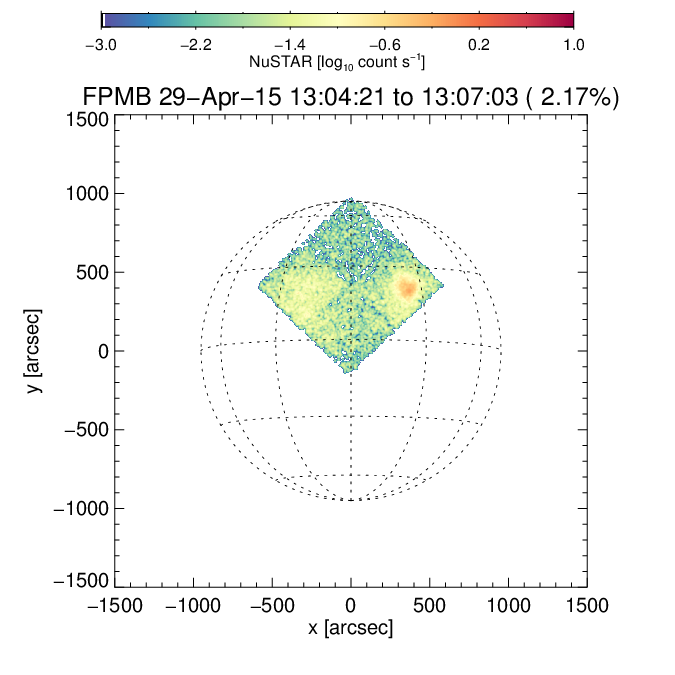 −3.0 −2.2 −1.4 −0.6 0.2 1.0
NuSTAR [log₁₀ count s⁻¹]
FPMB 29−Apr−15 13:04:21 to 13:07:03 ( 2.17%)
1500
1000
500
0
−500
−1000
−1500
y [arcsec]
−1500 −1000 −500 0 500 1000 1500
x [arcsec]